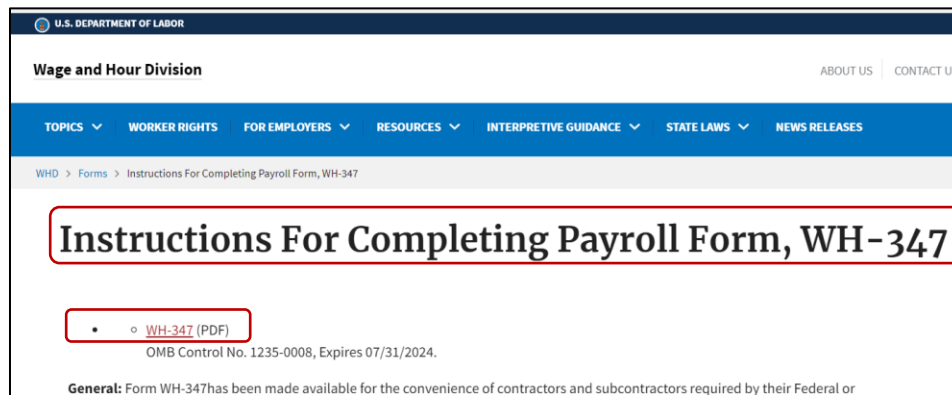 U.S. DEPARTMENT OF LABOR
Wage and Hour Division
ABOUT US CONTACT U
TOPICS WORKER RIGHTS FOR EMPLOYERS RESOURCES INTERPRETIVE GUIDANCE STATE LAWS NEWS RELEASES
WHD > Forms > Instructions For Completing Payroll Form, WH-347
Instructions For Completing Payroll Form, WH-347
• ○ WH-347 (PDF)
OMB Control No. 1235-0008, Expires 07/31/2024.
General: Form WH-347has been made available for the convenience of contractors and subcontractors required by their Federal or